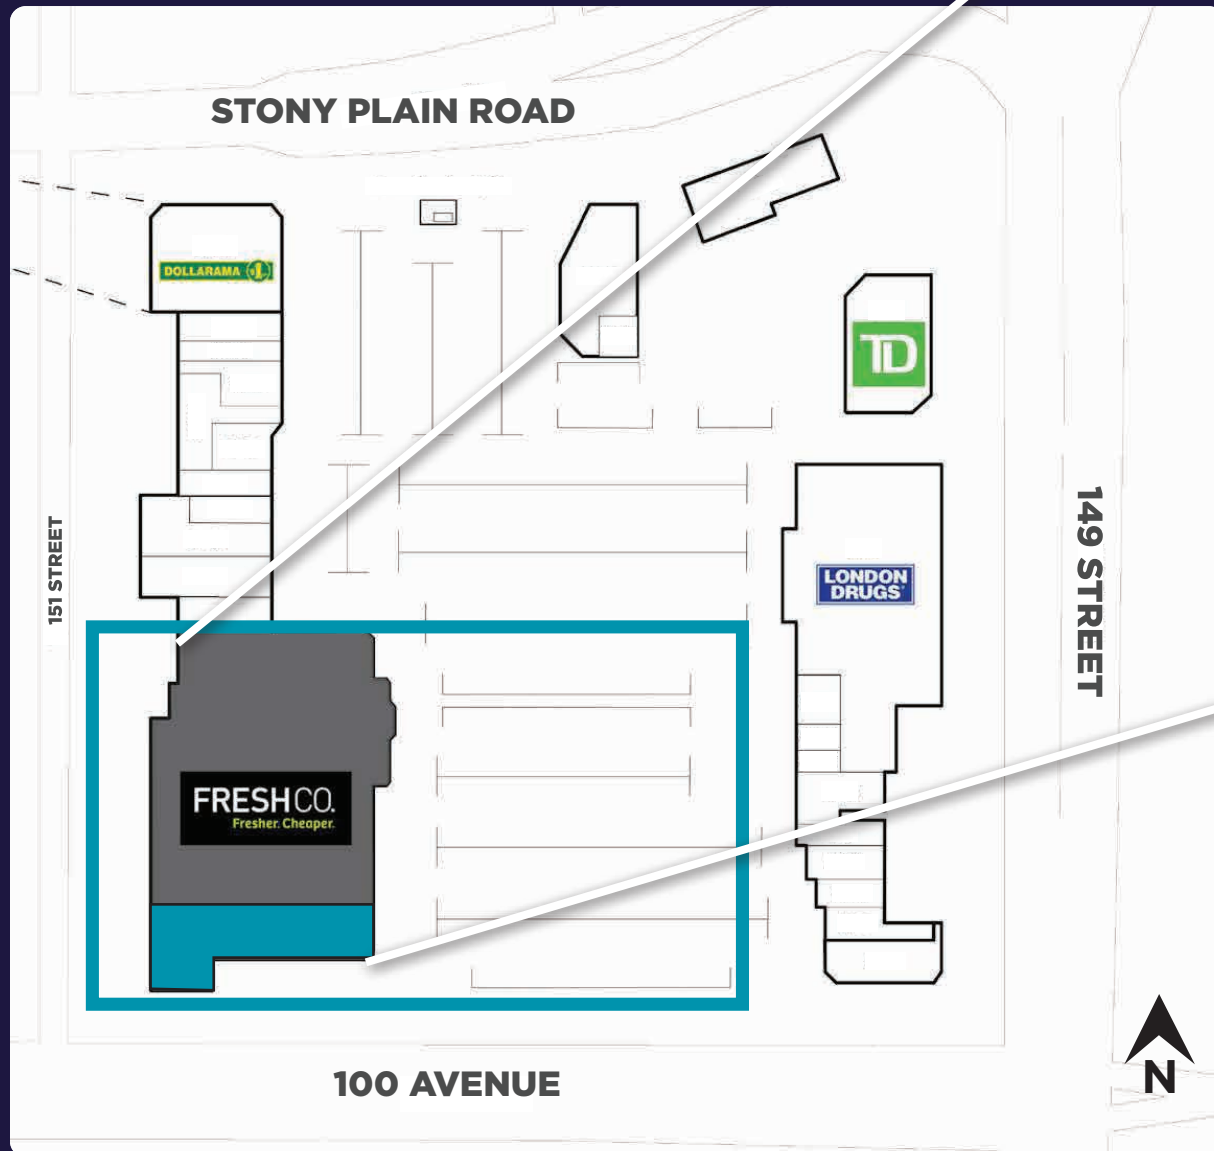 STONY PLAIN ROAD
DOLLARAMA
TD
149 STREET
151 STREET
LONDON
DRUGS
FRESHCO.
Fresher. Cheaper.
100 AVENUE
N